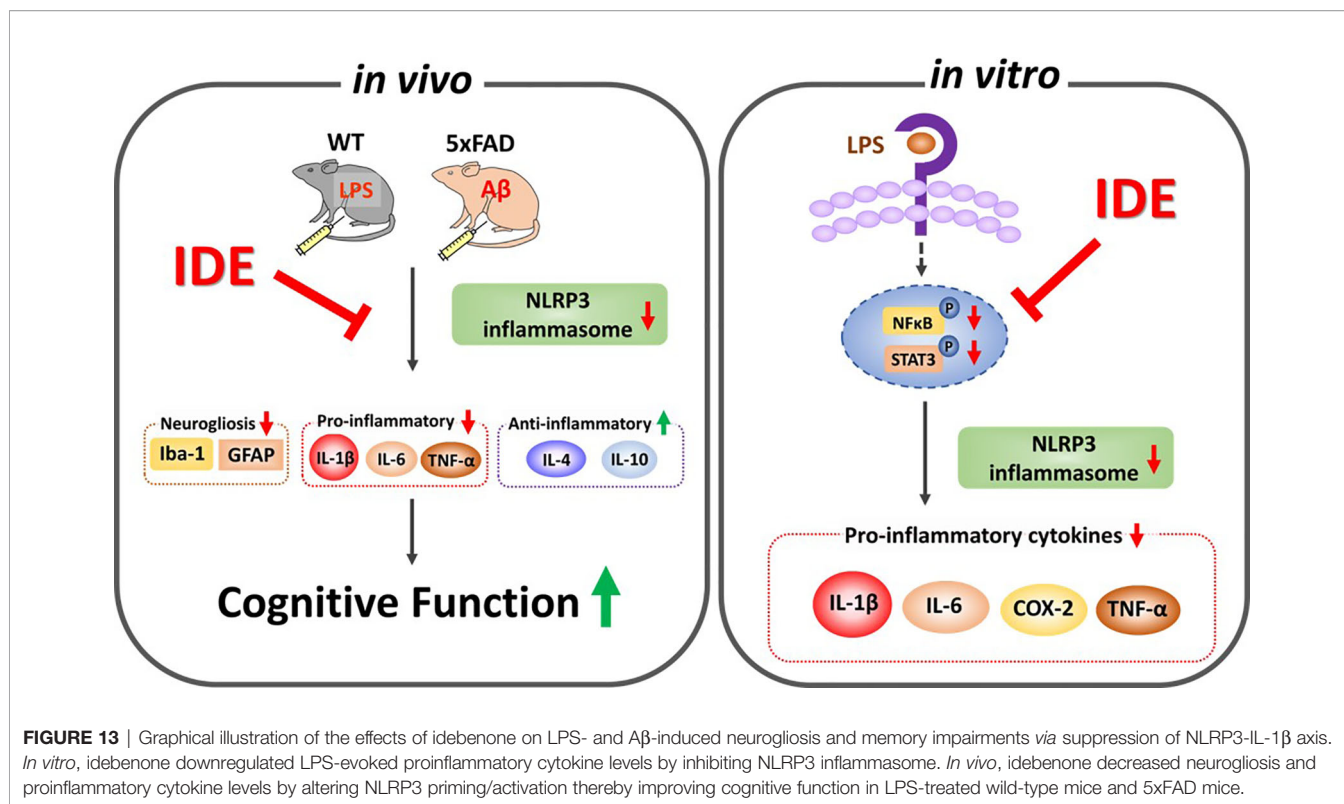 in vivo
WT
5xFAD
LPS
Aβ
IDE
NLRP3
inflammasome
Neurogliosis
Iba-1
GFAP
Pro-inflammatory
IL-1β
IL-6
TNF-α
Anti-inflammatory
IL-4
IL-10
Cognitive Function
in vitro
LPS
IDE
NFκB
P
STAT3
P
NLRP3
inflammasome
Pro-inflammatory cytokines
IL-1β
IL-6
COX-2
TNF-α
FIGURE 13 | Graphical illustration of the effects of idebenone on LPS- and Aβ-induced neurogliosis and memory impairments via suppression of NLRP3-IL-1β axis.
In vitro, idebenone downregulated LPS-evoked proinflammatory cytokine levels by inhibiting NLRP3 inflammasome. In vivo, idebenone decreased neurogliosis and
proinflammatory cytokine levels by altering NLRP3 priming/activation thereby improving cognitive function in LPS-treated wild-type mice and 5xFAD mice.